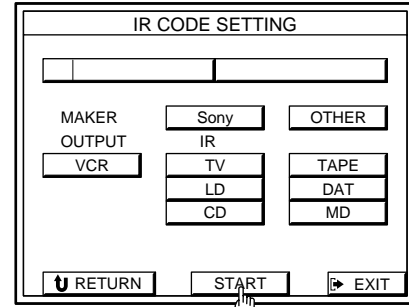 IR CODE SETTING
MAKER Sony OTHER
OUTPUT IR
VCR TV TAPE
LD DAT
CD MD
RETURN START EXIT